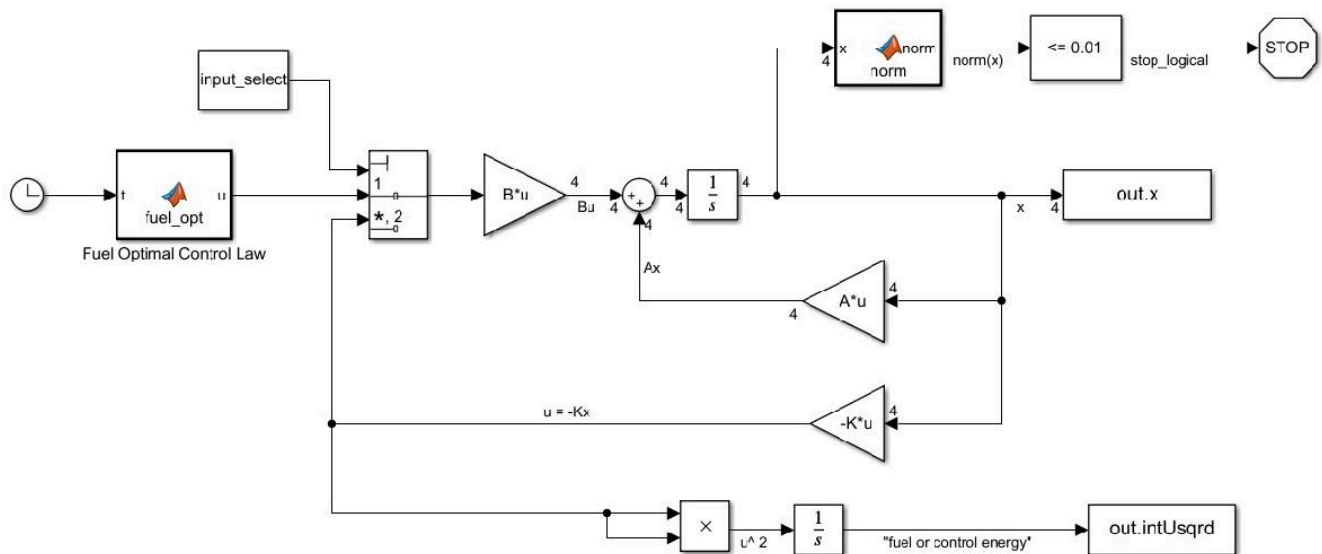 x
norm
norm
4
norm(x)
<= 0.01
stop_logical
STOP
input_select
t
u
fuel_opt
Fuel Optimal Control Law
1
*, 2
B*u
4
Bu
4
+
+
4
4
4
1
s
4
x
4
out.x
Ax
A*u
4
4
u = -Kx
-K*u
4
×
u^ 2
1
s
"fuel or control energy"
out.intUsqrd